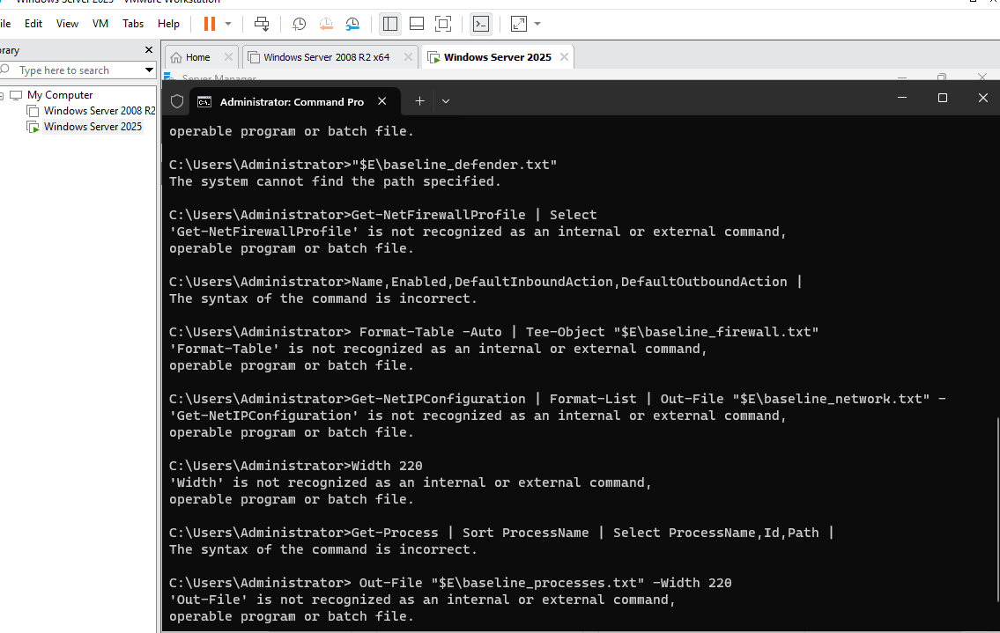 File Edit View VM Tabs Help
Type here to search
My Computer
Windows Server 2008 R2
Windows Server 2025
Home
Windows Server 2008 R2 x64
Windows Server 2025
Server Manager
Administrator: Command Pro
operable program or batch file.
C:\Users\Administrator>"$E\baseline_defender.txt"
The system cannot find the path specified.
C:\Users\Administrator>Get-NetFirewallProfile | Select
'Get-NetFirewallProfile' is not recognized as an internal or external command,
operable program or batch file.
C:\Users\Administrator>Name,Enabled,DefaultInboundAction,DefaultOutboundAction |
The syntax of the command is incorrect.
C:\Users\Administrator> Format-Table -Auto | Tee-Object "$E\baseline_firewall.txt"
'Format-Table' is not recognized as an internal or external command,
operable program or batch file.
C:\Users\Administrator>Get-NetIPConfiguration | Format-List | Out-File "$E\baseline_network.txt" -
'Get-NetIPConfiguration' is not recognized as an internal or external command,
operable program or batch file.
C:\Users\Administrator>Width 220
'Width' is not recognized as an internal or external command,
operable program or batch file.
C:\Users\Administrator>Get-Process | Sort ProcessName | Select ProcessName,Id,Path |
The syntax of the command is incorrect.
C:\Users\Administrator> Out-File "$E\baseline_processes.txt" -Width 220
'Out-File' is not recognized as an internal or external command,
operable program or batch file.